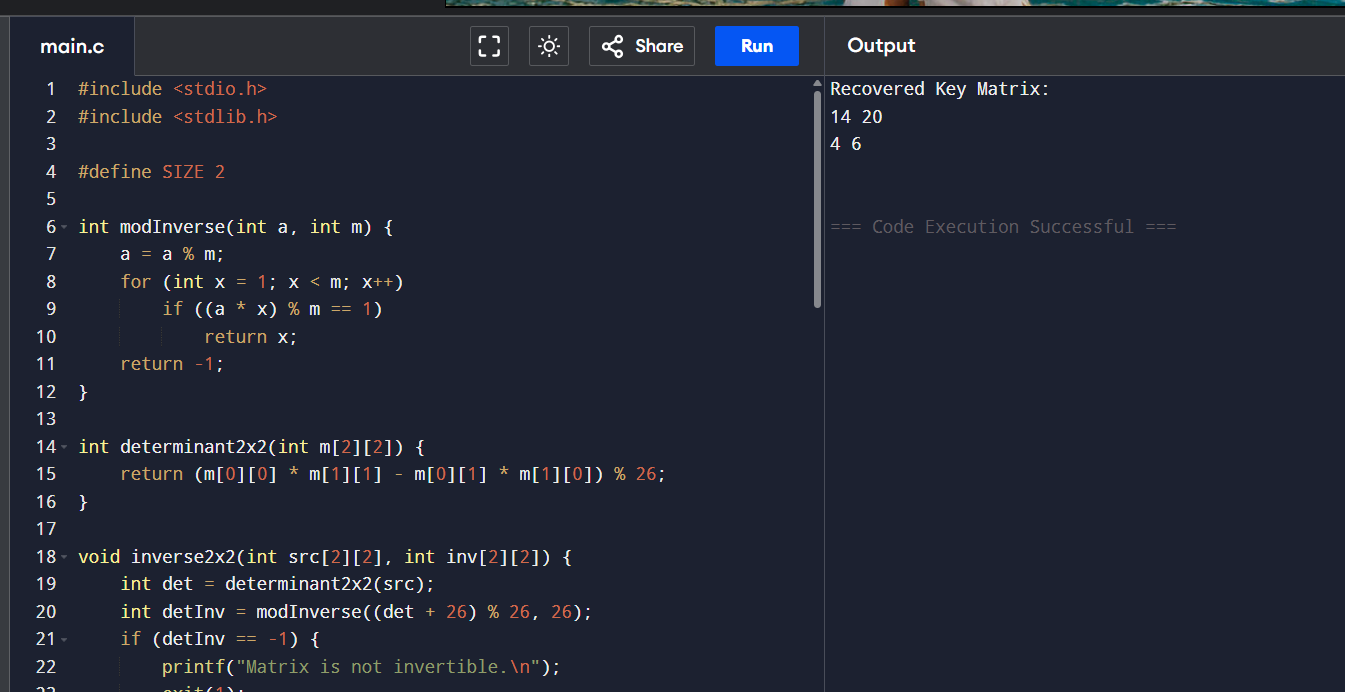 main.c
Share
Run
Output
1 #include <stdio.h>
2 #include <stdlib.h>
3
4 #define SIZE 2
5
6 int modInverse(int a, int m) {
7     a = a % m;
8     for (int x = 1; x < m; x++)
9         if ((a * x) % m == 1)
10             return x;
11     return -1;
12 }
13
14 int determinant2x2(int m[2][2]) {
15     return (m[0][0] * m[1][1] - m[0][1] * m[1][0]) % 26;
16 }
17
18 void inverse2x2(int src[2][2], int inv[2][2]) {
19     int det = determinant2x2(src);
20     int detInv = modInverse((det + 26) % 26, 26);
21     if (detInv == -1) {
22         printf("Matrix is not invertible.\n");
23         exit(1);
Recovered Key Matrix:
14 20
4 6
=== Code Execution Successful ===